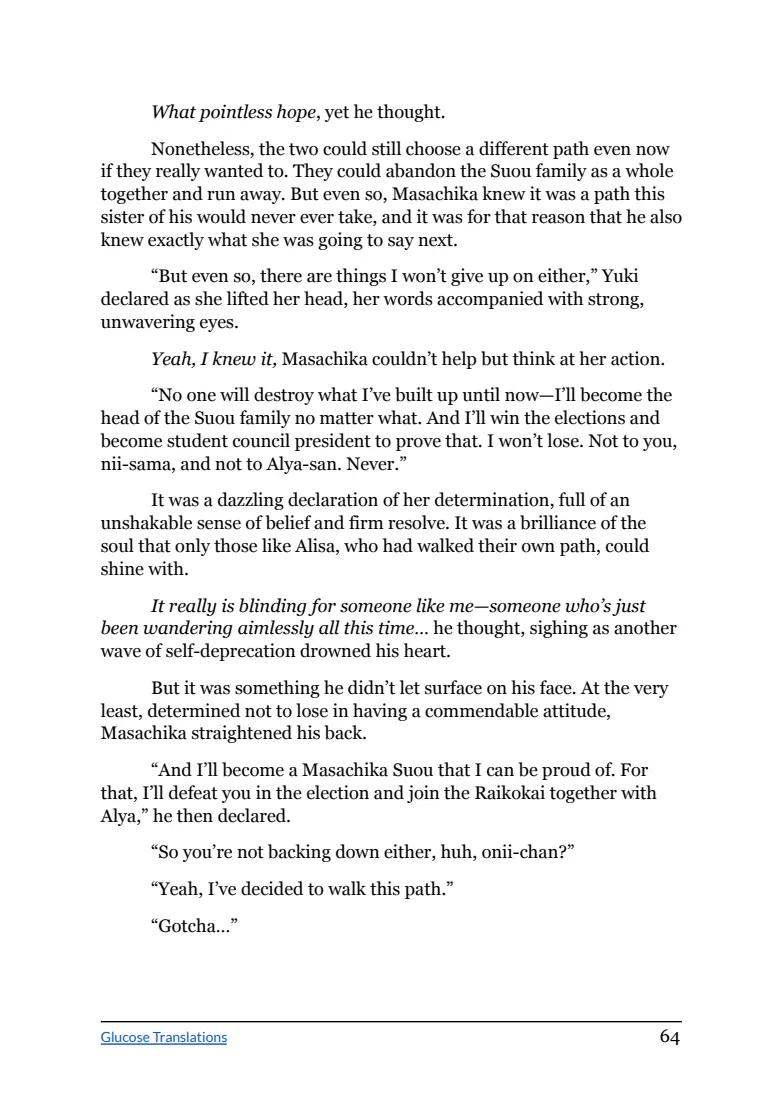 What pointless hope, yet he thought.
Nonetheless, the two could still choose a different path even now
if they really wanted to. They could abandon the Suou family as a whole
together and run away. But even so, Masachika knew it was a path this
sister of his would never ever take, and it was for that reason that he also
knew exactly what she was going to say next.
“But even so, there are things I won’t give up on either,” Yuki
declared as she lifted her head, her words accompanied with strong,
unwavering eyes.
Yeah, I knew it, Masachika couldn’t help but think at her action.
“No one will destroy what I’ve built up until now—I’ll become the
head of the Suou family no matter what. And I’ll win the elections and
become student council president to prove that. I won’t lose. Not to you,
nii-sama, and not to Alya-san. Never.”
It was a dazzling declaration of her determination, full of an
unshakable sense of belief and firm resolve. It was a brilliance of the
soul that only those like Alisa, who had walked their own path, could
shine with.
It really is blinding for someone like me—someone who’s just
been wandering aimlessly all this time… he thought, sighing as another
wave of self-deprecation drowned his heart.
But it was something he didn’t let surface on his face. At the very
least, determined not to lose in having a commendable attitude,
Masachika straightened his back.
“And I’ll become a Masachika Suou that I can be proud of. For
that, I’ll defeat you in the election and join the Raikokai together with
Alya,” he then declared.
“So you’re not backing down either, huh, onii-chan?”
“Yeah, I’ve decided to walk this path.”
“Gotcha…”
Glucose Translations
64